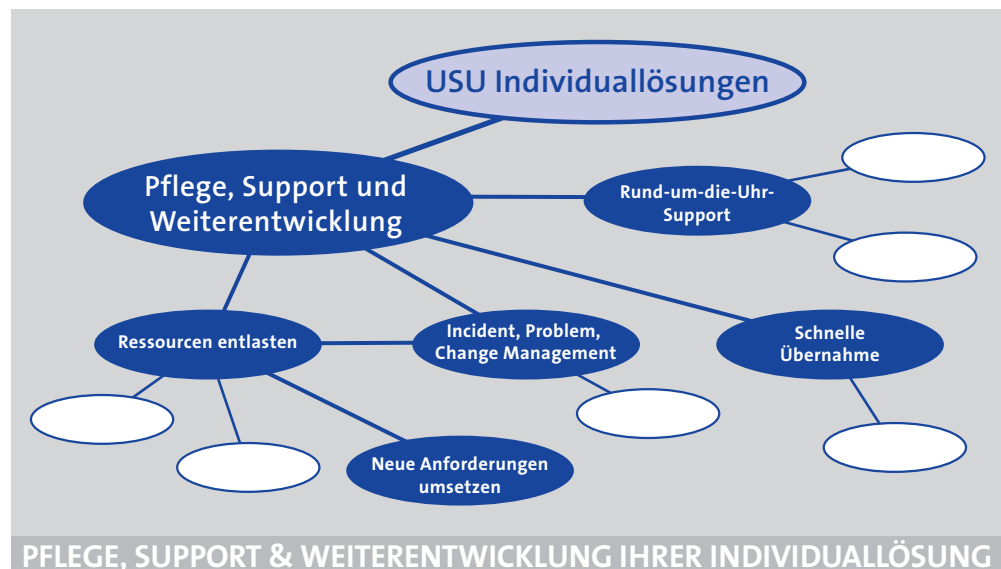 USU Individuallösungen
Pflege, Support und
Weiterentwicklung
Rund-um-die-Uhr-
Support
Ressourcen entlasten
Incident, Problem,
Change Management
Schnelle
Übernahme
Neue Anforderungen
umsetzen
PFLEGE, SUPPORT & WEITERENTWICKLUNG IHRER INDIVIDUALLÖSUNG